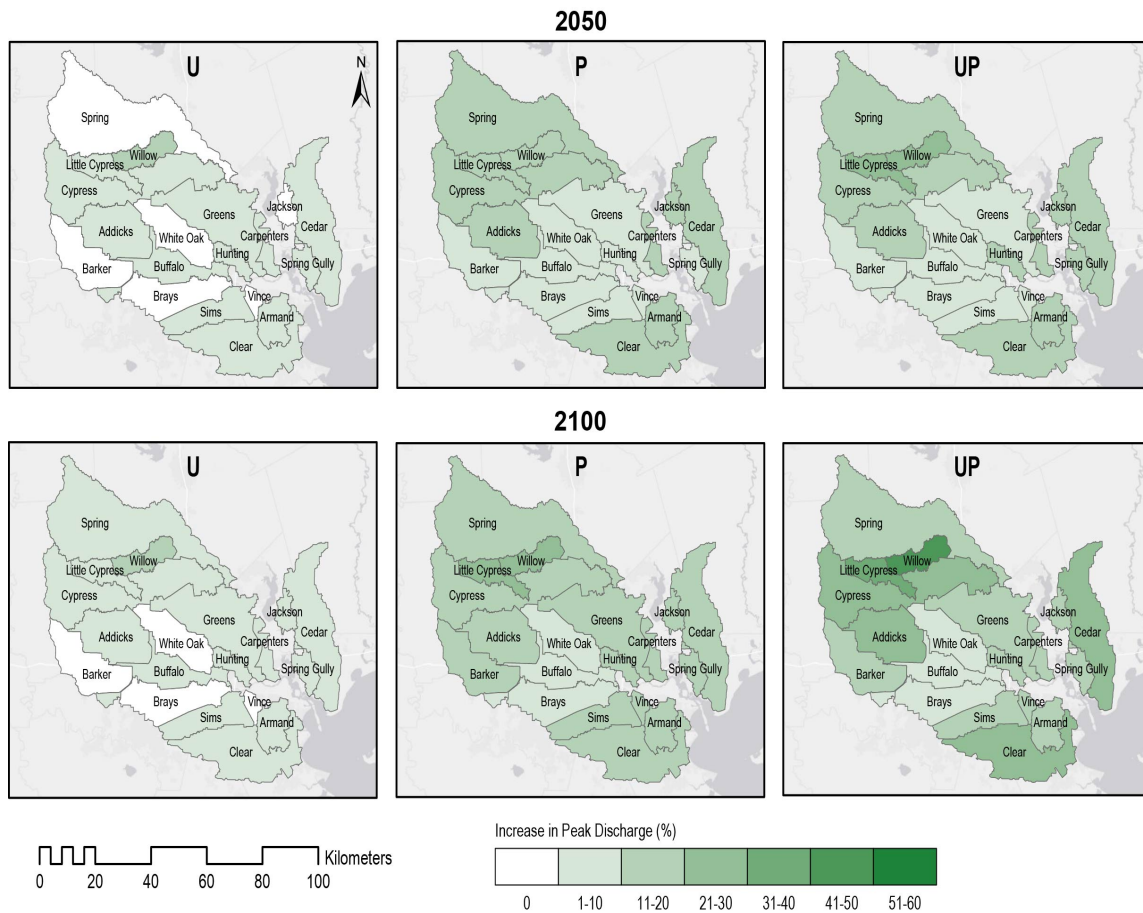 2050
U
N
Spring
Willow
Little Cypress
Cypress
Greens
Jackson
Addicks
White Oak
Carpenters
Cedar
Hunting
Barker
Buffalo
Spring Gully
Brays
Vince
Sims
Armand
Clear
P
Spring
Willow
Little Cypress
Cypress
Greens
Jackson
Addicks
White Oak
Carpenters
Cedar
Hunting
Barker
Buffalo
Spring Gully
Brays
Vince
Sims
Armand
Clear
UP
Spring
Willow
Little Cypress
Cypress
Greens
Jackson
Addicks
White Oak
Carpenters
Cedar
Hunting
Barker
Buffalo
Spring Gully
Brays
Vince
Sims
Armand
Clear
2100
U
Spring
Willow
Little Cypress
Cypress
Greens
Jackson
Addicks
White Oak
Carpenters
Cedar
Hunting
Barker
Buffalo
Spring Gully
Brays
Vince
Sims
Armand
Clear
P
Spring
Willow
Little Cypress
Cypress
Greens
Jackson
Addicks
White Oak
Carpenters
Cedar
Hunting
Barker
Buffalo
Spring Gully
Brays
Vince
Sims
Armand
Clear
UP
Spring
Willow
Little Cypress
Cypress
Greens
Jackson
Addicks
White Oak
Carpenters
Cedar
Hunting
Barker
Buffalo
Spring Gully
Brays
Vince
Sims
Armand
Clear
Kilometers
0 20 40 60 80 100
Increase in Peak Discharge (%)
0 1-10 11-20 21-30 31-40 41-50 51-60